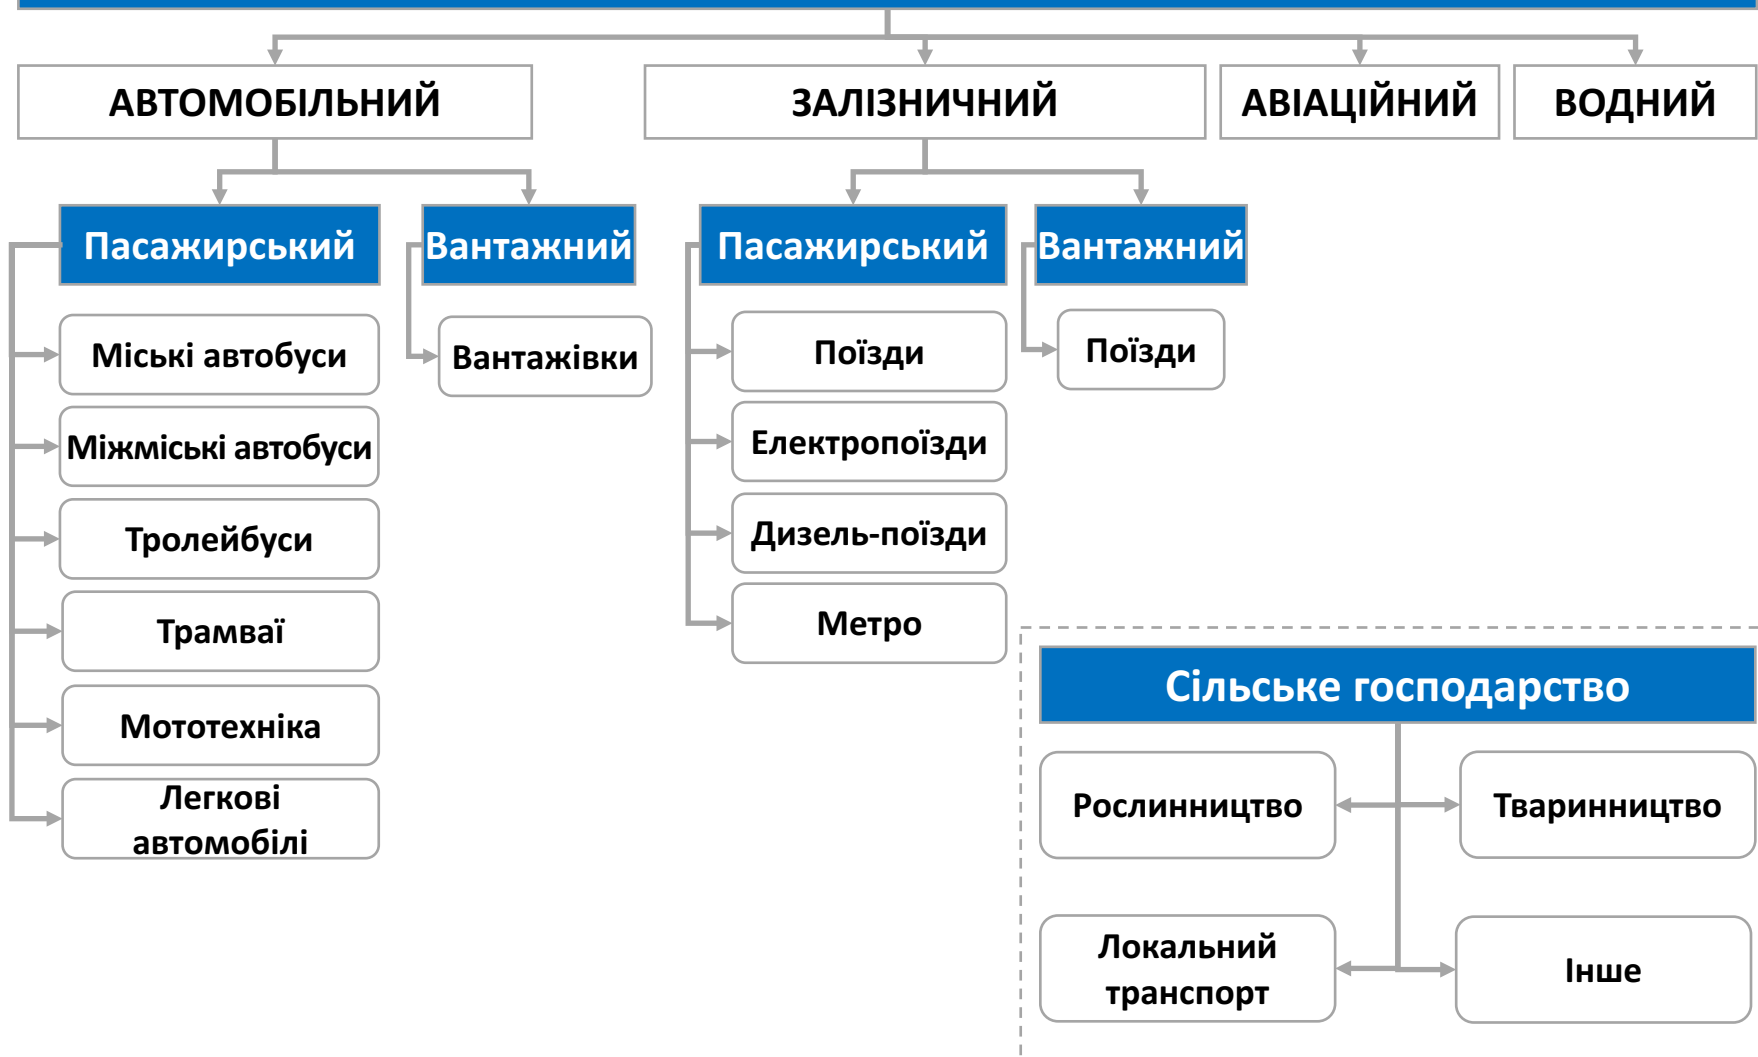 АВТОМОБІЛЬНИЙ
ЗАЛІЗНИЧНИЙ
АВІАЦІЙНИЙ
ВОДНИЙ
Пасажирський
Вантажний
Пасажирський
Вантажний
Міські автобуси
Вантажівки
Поїзди
Поїзди
Міжміські автобуси
Електропоїзди
Тролейбуси
Дизель-поїзди
Трамваї
Метро
Мототехніка
Легкові
автомобілі
Сільське господарство
Рослинництво
Тваринництво
Локальний
транспорт
Інше